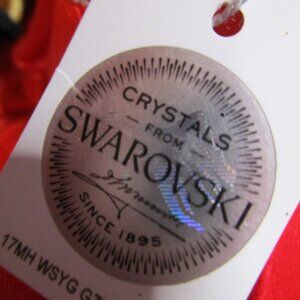 CRYSTALS
FROM
SWAROVSKI
SINCE 1895
17MH WSYG